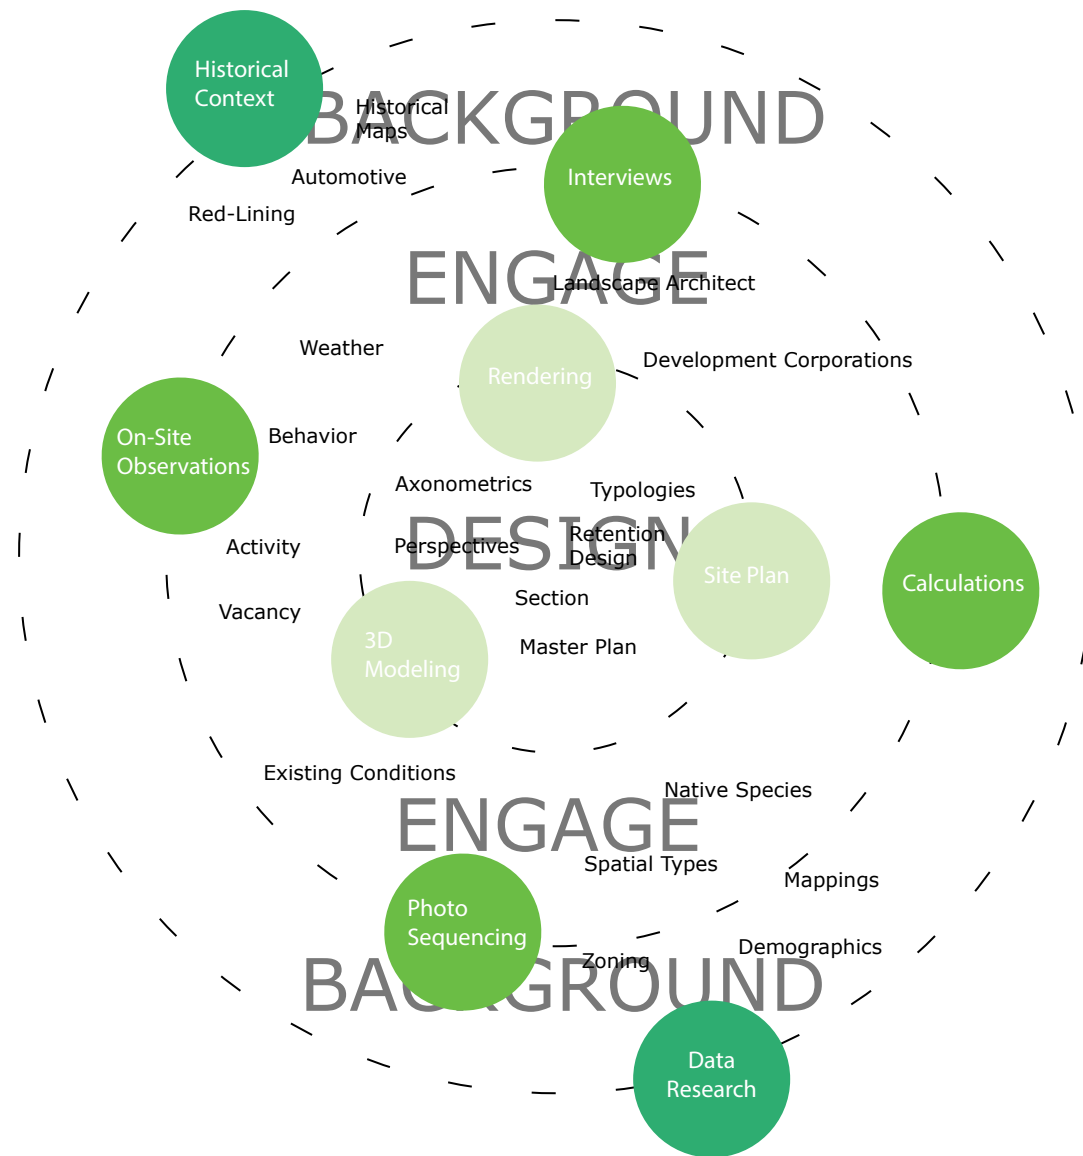 Historical
Context
BACKGROUND
Historical
Maps
Interviews
Automotive
Red-Lining
ENGAGE
Landscape Architect
Weather
Development Corporations
Rendering
On-Site
Observations
Behavior
Axonometrics
Typologies
DESIGN
Activity
Perspectives
Retention
Design
Site Plan
Calculations
Vacancy
Section
3D
Modeling
Master Plan
Existing Conditions
Native Species
ENGAGE
Spatial Types
Mappings
Photo
Sequencing
Demographics
Zoning
BACKGROUND
Data
Research